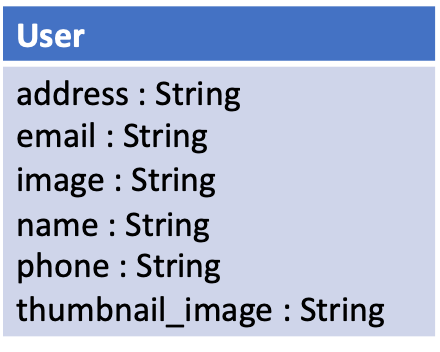 User
address : String
email : String
image : String
name : String
phone : String
thumbnail_image : String